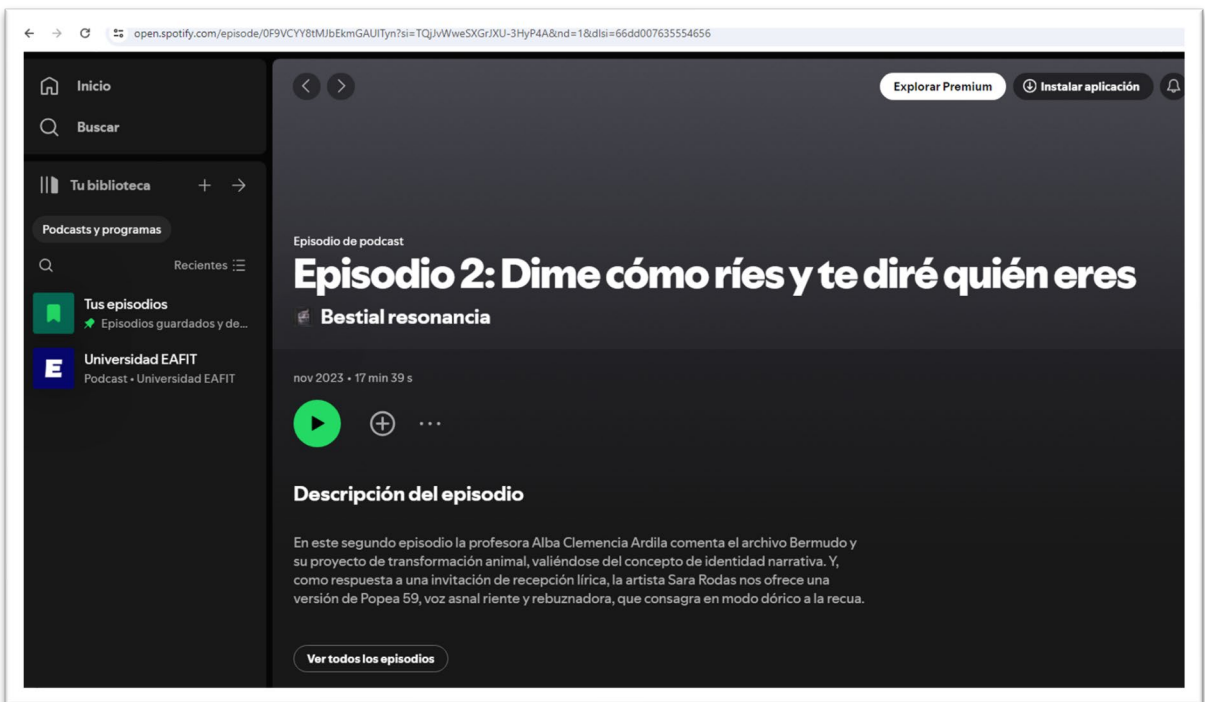 open.spotify.com/episode/0F9VCYY8tMJbEkmGAUITyn?si=TQjJvWweSXGrJXU-3HyP4A&nd=1&dlsi=66dd007635554656
Inicio
Buscar
Tu biblioteca
Podcasts y programas
Recientes
Tus episodios
Episodios guardados y de...
Universidad EAFIT
Podcast • Universidad EAFIT
Explorar Premium
Instalar aplicación
Episodio de podcast
Episodio 2: Dime cómo ríes y te diré quién eres
Bestial resonancia
nov 2023 • 17 min 39 s
Descripción del episodio
En este segundo episodio la profesora Alba Clemencia Ardila comenta el archivo Bermudo y
su proyecto de transformación animal, valiéndose del concepto de identidad narrativa. Y,
como respuesta a una invitación de recepción lírica, la artista Sara Rodas nos ofrece una
versión de Popea 59, voz asnal riente y rebuznadora, que consagra en modo dórico a la recua.
Ver todos los episodios